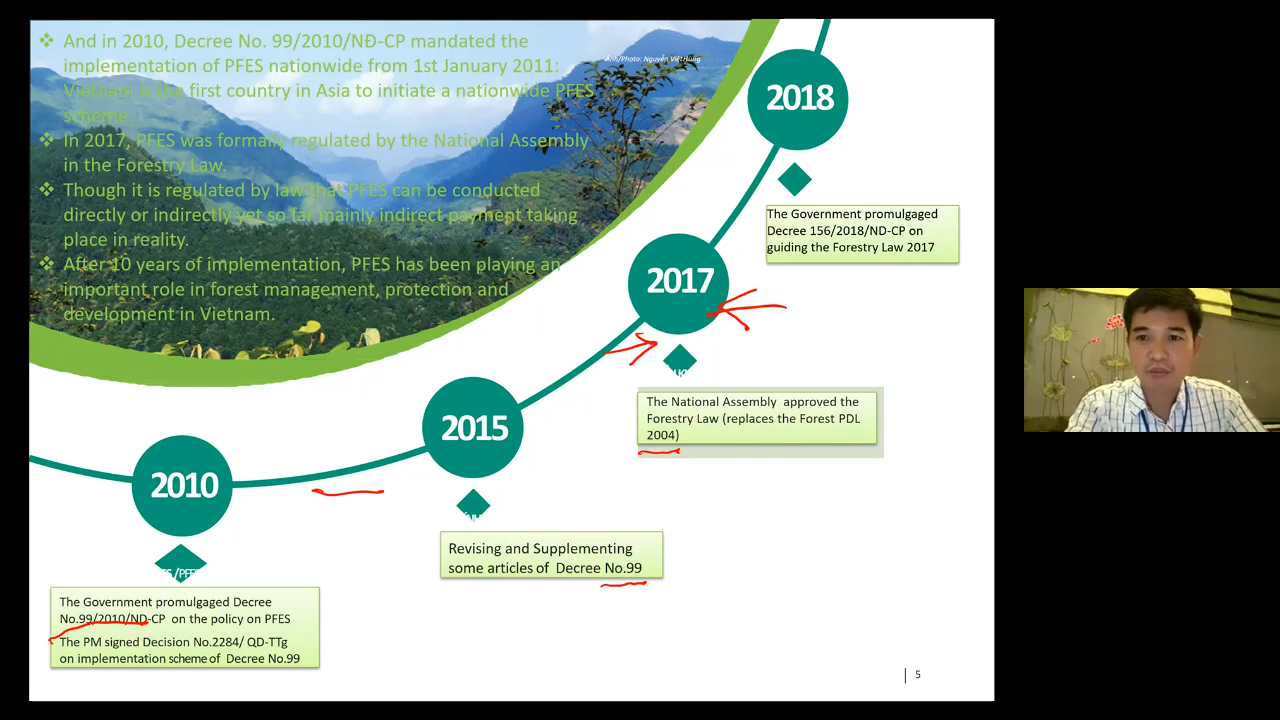 ❖ And in 2010, Decree No. 99/2010/NĐ-CP mandated the
implementation of PFES nationwide from 1st January 2011:
Vietnam is the first country in Asia to initiate a nationwide PFES
scheme.
❖ In 2017, PFES was formally regulated by the National Assembly
in the Forestry Law.
❖ Though it is regulated by law that PFES can be conducted
directly or indirectly yet so far mainly indirect payment taking
place in reality.
❖ After 10 years of implementation, PFES has been playing an
important role in forest management, protection and
development in Vietnam.
Ảnh/Photo: Nguyễn Việt Hùng
2018
The Government promulgaged
Decree 156/2018/ND-CP on
guiding the Forestry Law 2017
2017
The National Assembly approved the
Forestry Law (replaces the Forest PDL
2004)
2015
Revising and Supplementing
some articles of Decree No.99
2010
The Government promulgaged Decree
No.99/2010/ND-CP on the policy on PFES
The PM signed Decision No.2284/ QD-TTg
on implementation scheme of Decree No.99
5